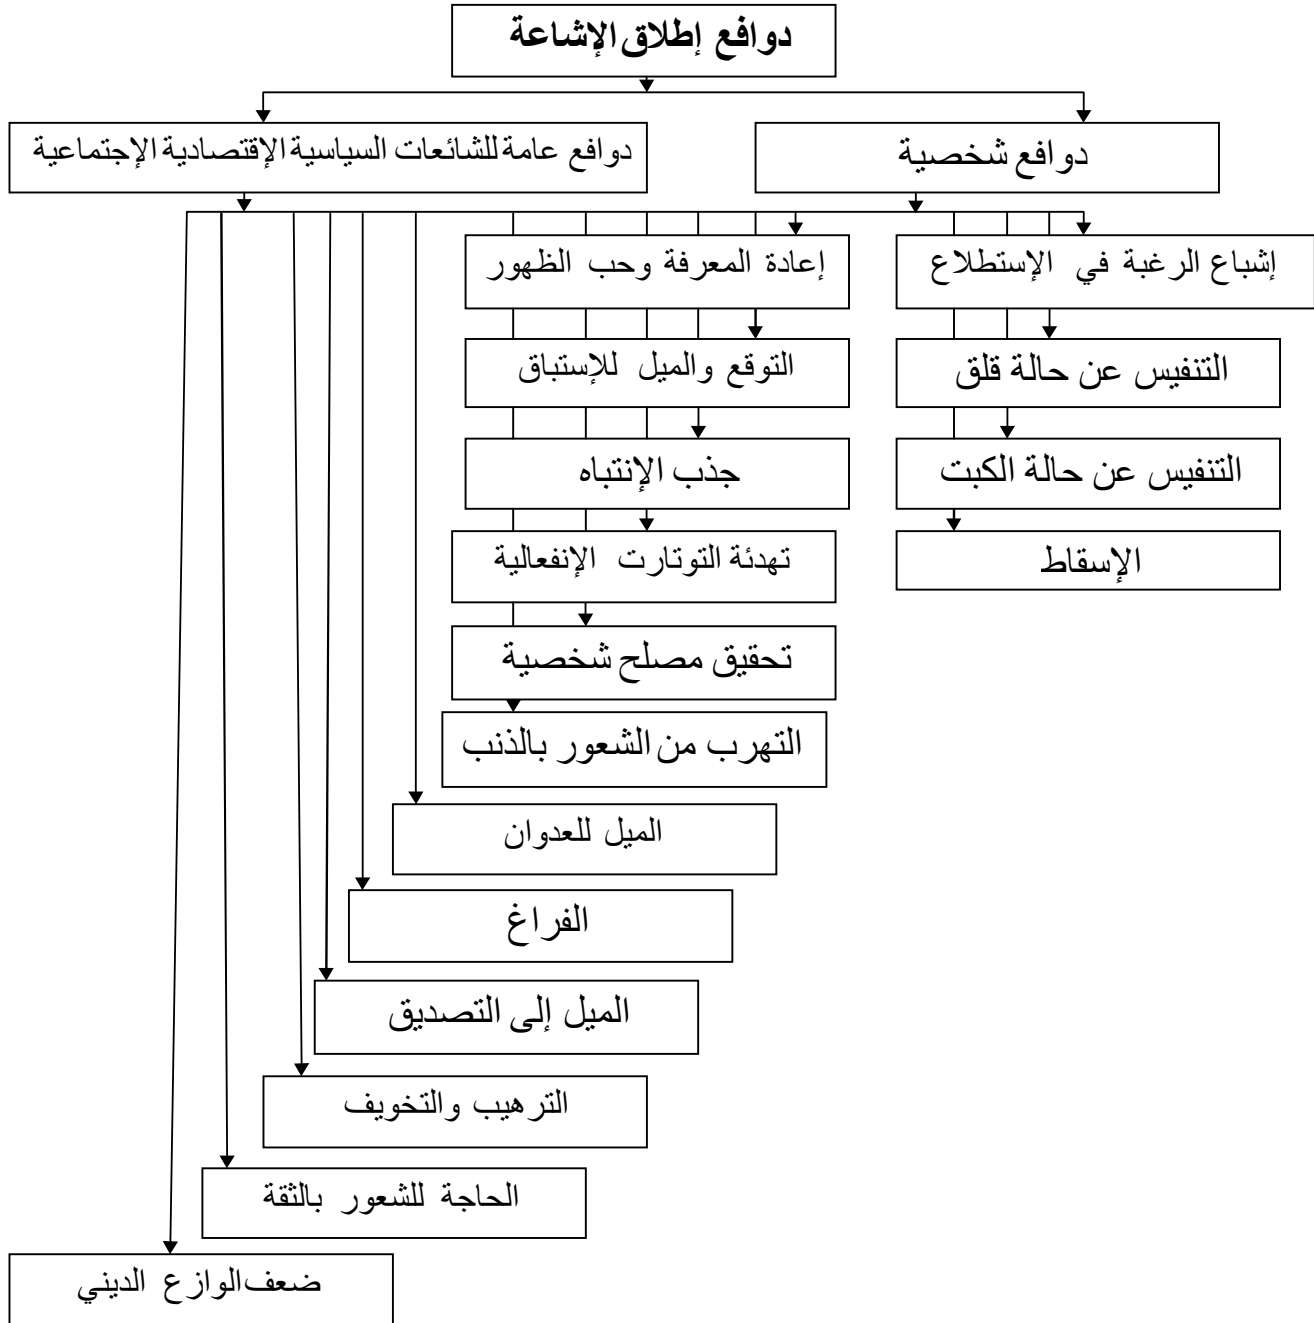 دوافع إطلاق الإشاعة
دوافع شخصية
دوافع عامة للشائعات السياسية الإقتصادية الإجتماعية
إشباع الرغبة في الإستطلاع
إعادة المعرفة وحب الظهور
التنفيس عن حالة قلق
التوقع والميل للإستباق
التنفيس عن حالة الكبت
جذب الإنتباه
الإسقاط
تهدئة التوتارت الإنفعالية
تحقيق مصلح شخصية
التهرب من الشعور بالذنب
الميل للعدوان
الفراغ
الميل إلى التصديق
الترهيب والتخويف
الحاجة للشعور بالثقة
ضعف الوازع الديني